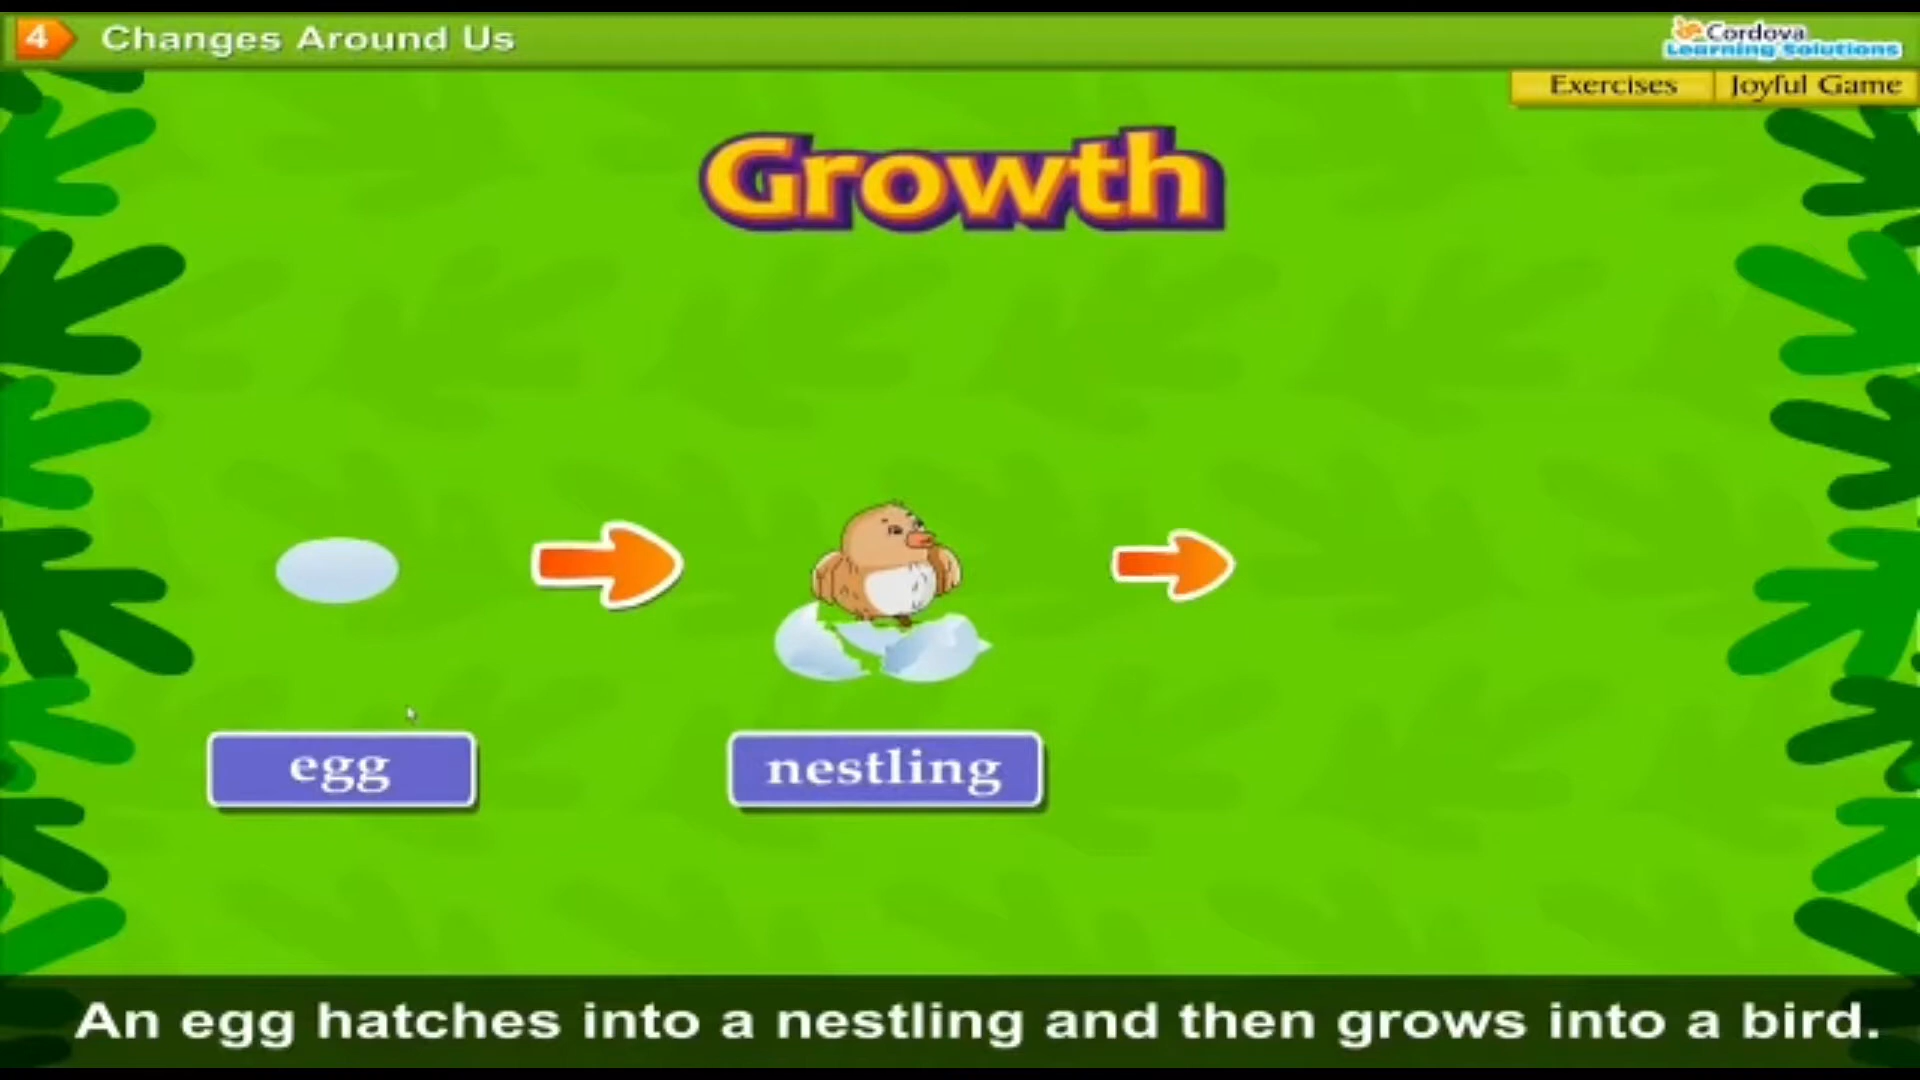 4 Changes Around Us
Cordova
Learning Solutions
Exercises Joyful Game
Growth
egg nestling
An egg hatches into a nestling and then grows into a bird.